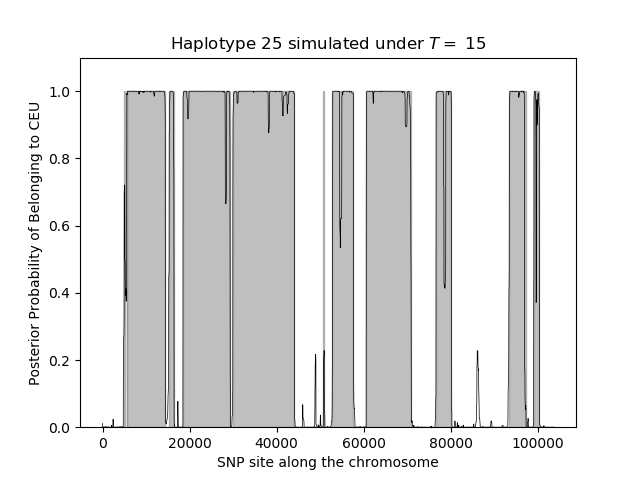 Haplotype 25 simulated under T = 15
Posterior Probability of Belonging to CEU
1.0
0.8
0.6
0.4
0.2
0.0
0 20000 40000 60000 80000 100000
SNP site along the chromosome